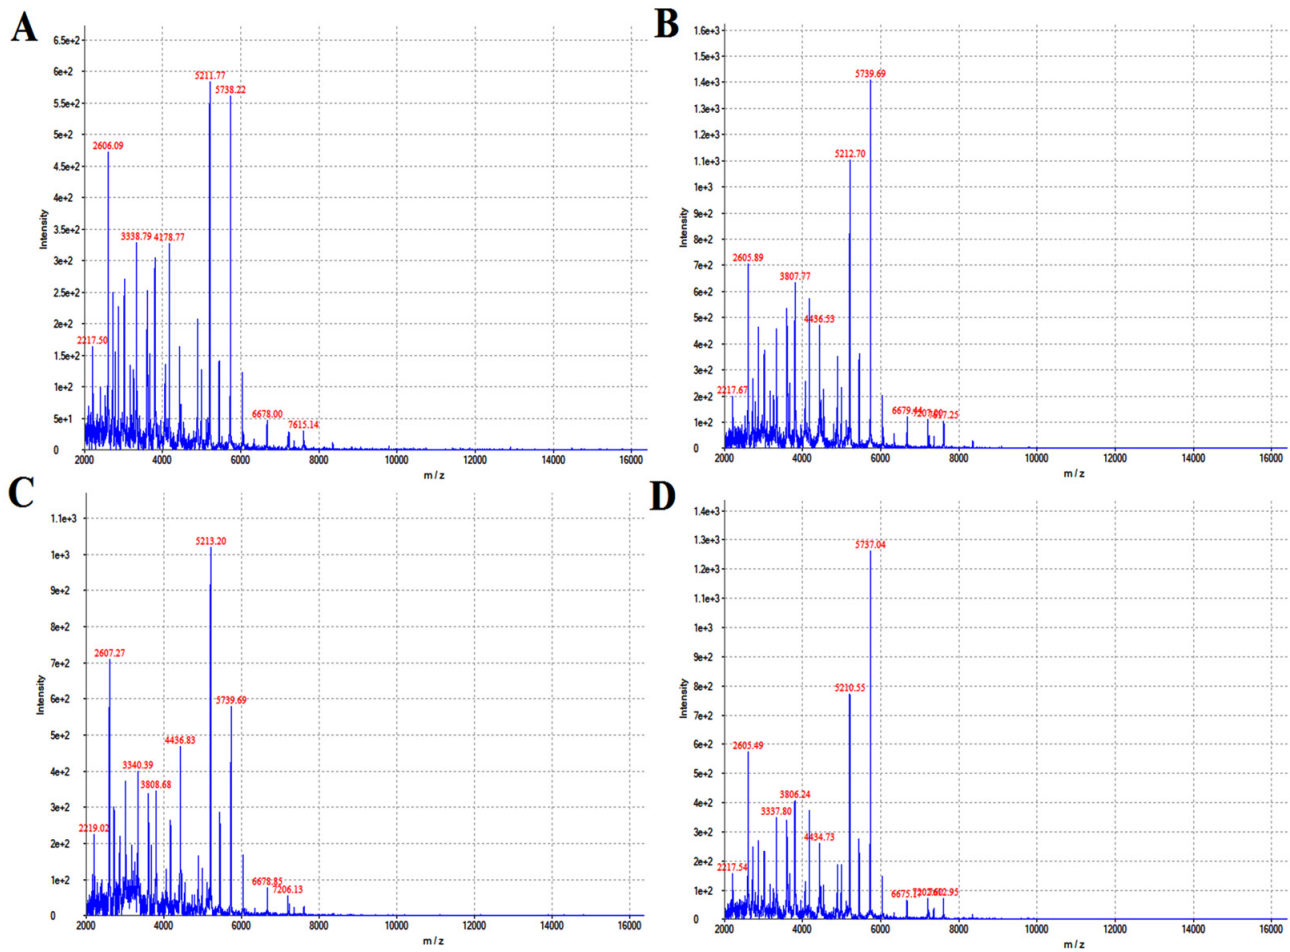 A
6.5e+2
6e+2
5.5e+2
5e+2
4.5e+2
4e+2
3.5e+2
3e+2
2.5e+2
2e+2
1.5e+2
1e+2
5e+1
0
Intensity
5211.77
5738.22
2606.09
3338.79 4178.77
2217.50
6678.00
7615.14
2000 4000 6000 8000 10000 12000 14000 16000
m / z
B
1.6e+3
1.5e+3
1.4e+3
1.3e+3
1.2e+3
1.1e+3
1e+3
9e+2
8e+2
7e+2
6e+2
5e+2
4e+2
3e+2
2e+2
1e+2
0
Intensity
5739.69
5212.70
2605.89
3807.77
4436.53
2217.67
6679.44
2000 4000 6000 8000 10000 12000 14000 16000
m / z
C
1.1e+3
1e+3
9e+2
8e+2
7e+2
6e+2
5e+2
4e+2
3e+2
2e+2
1e+2
0
Intensity
5213.20
2607.27
5739.69
4436.83
3340.39
3808.68
2219.02
6678.85
7206.13
2000 4000 6000 8000 10000 12000 14000 16000
m / z
D
1.4e+3
1.3e+3
1.2e+3
1.1e+3
1e+3
9e+2
8e+2
7e+2
6e+2
5e+2
4e+2
3e+2
2e+2
1e+2
0
Intensity
5737.04
5210.55
2605.49
3806.24
3337.80
4434.73
2217.54
2000 4000 6000 8000 10000 12000 14000 16000
m / z